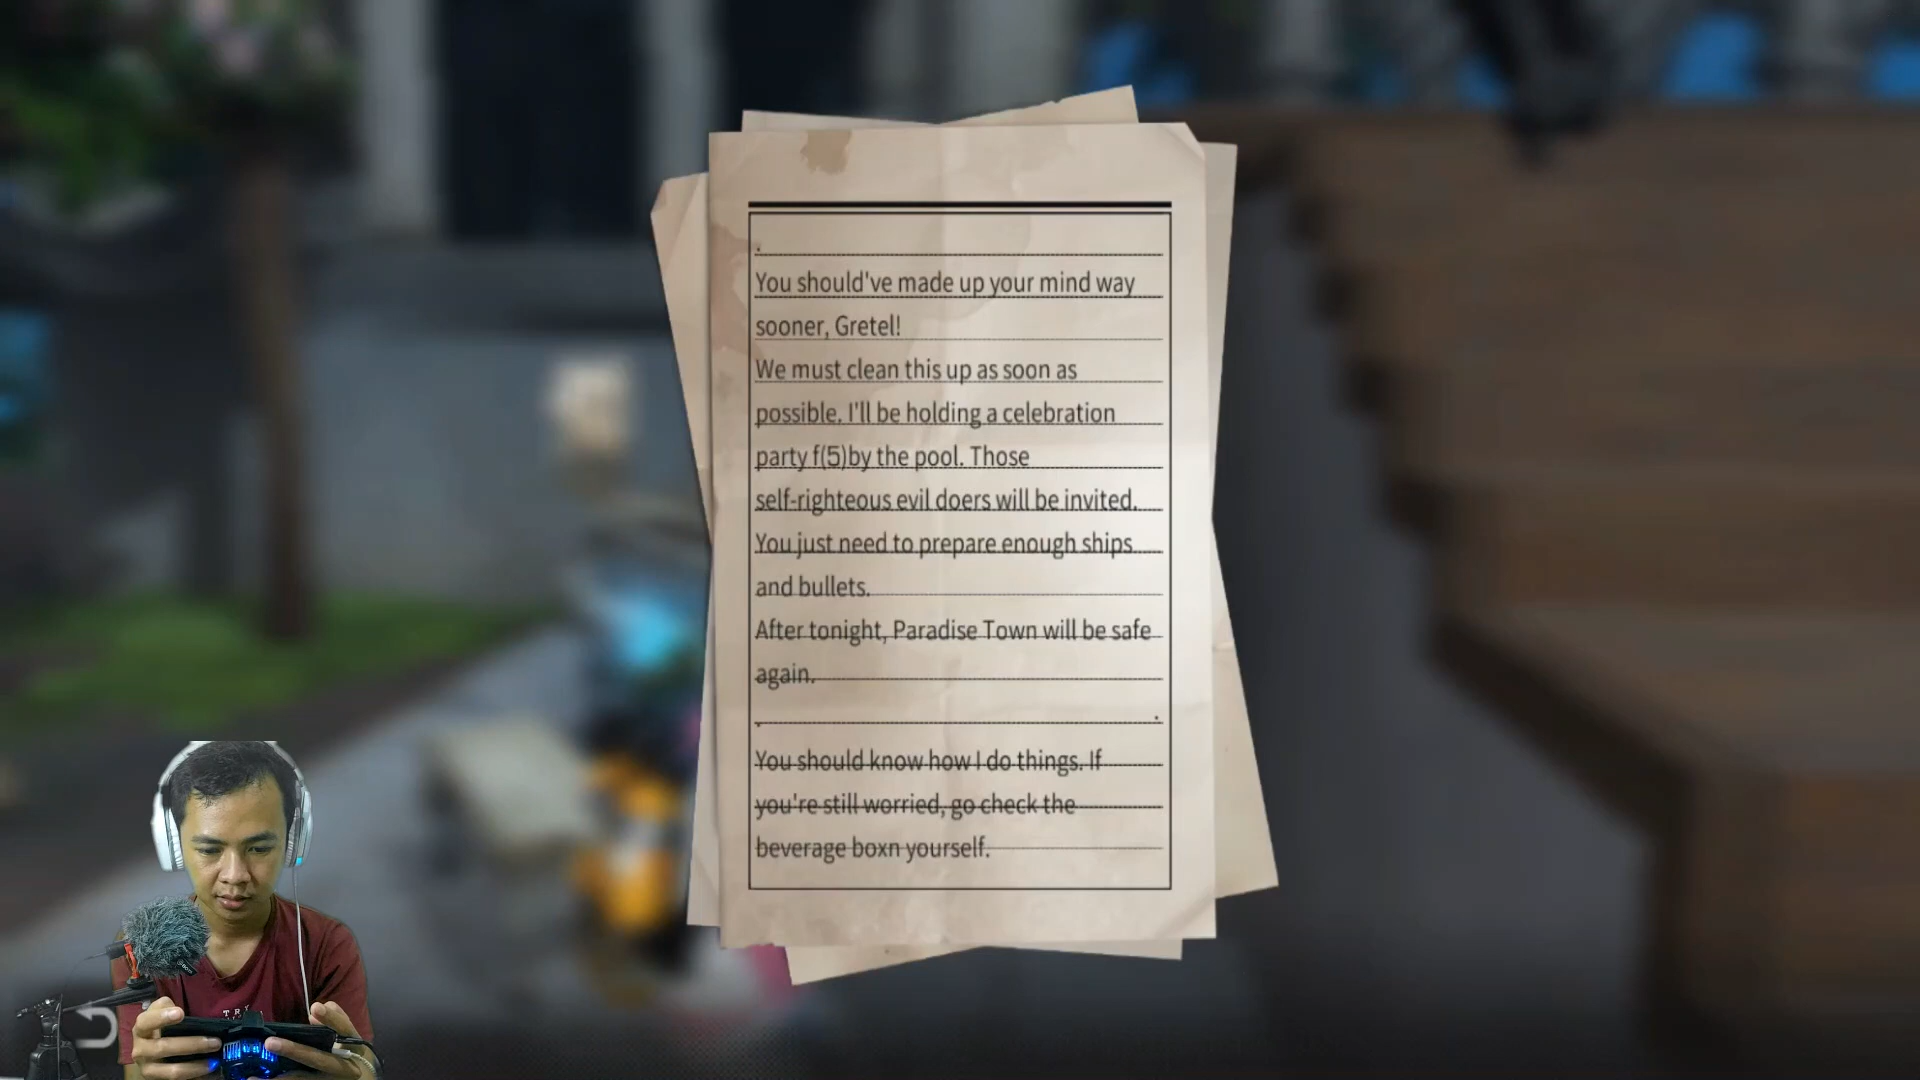 .
You should've made up your mind way
sooner, Gretel!
We must clean this up as soon as
possible. I'll be holding a celebration
party f(5)by the pool. Those
self-righteous evil doers will be invited.
You just need to prepare enough ships
and bullets.
After tonight, Paradise Town will be safe
again.
. .
You should know how I do things. If
you're still worried, go check the
beverage boxn yourself.
TRY